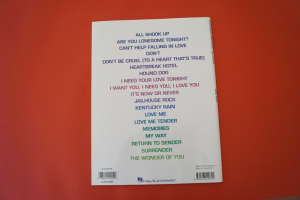 ALL SHOOK UP
ARE YOU LONESOME TONIGHT?
CAN'T HELP FALLING IN LOVE
DON'T
DON'T BE CRUEL (TO A HEART THAT'S TRUE)
HEARTBREAK HOTEL
HOUND DOG
I NEED YOUR LOVE TONIGHT
I WANT YOU, I NEED YOU, I LOVE YOU
IT'S NOW OR NEVER
JAILHOUSE ROCK
KENTUCKY RAIN
LOVE ME
LOVE ME TENDER
MEMORIES
MY WAY
RETURN TO SENDER
SURRENDER
THE WONDER OF YOU
HAL•LEONARD